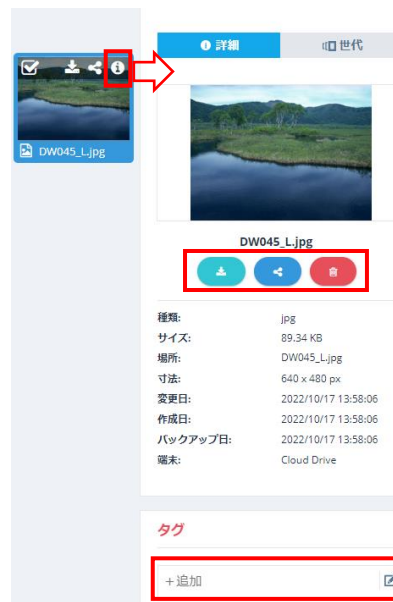 詳細
世代
DW045_L.jpg
DW045_L.jpg
種類: jpg
サイズ: 89.34 KB
場所: DW045_L.jpg
寸法: 640 x 480 px
変更日: 2022/10/17 13:58:06
作成日: 2022/10/17 13:58:06
バックアップ日: 2022/10/17 13:58:06
端末: Cloud Drive
タグ
+追加